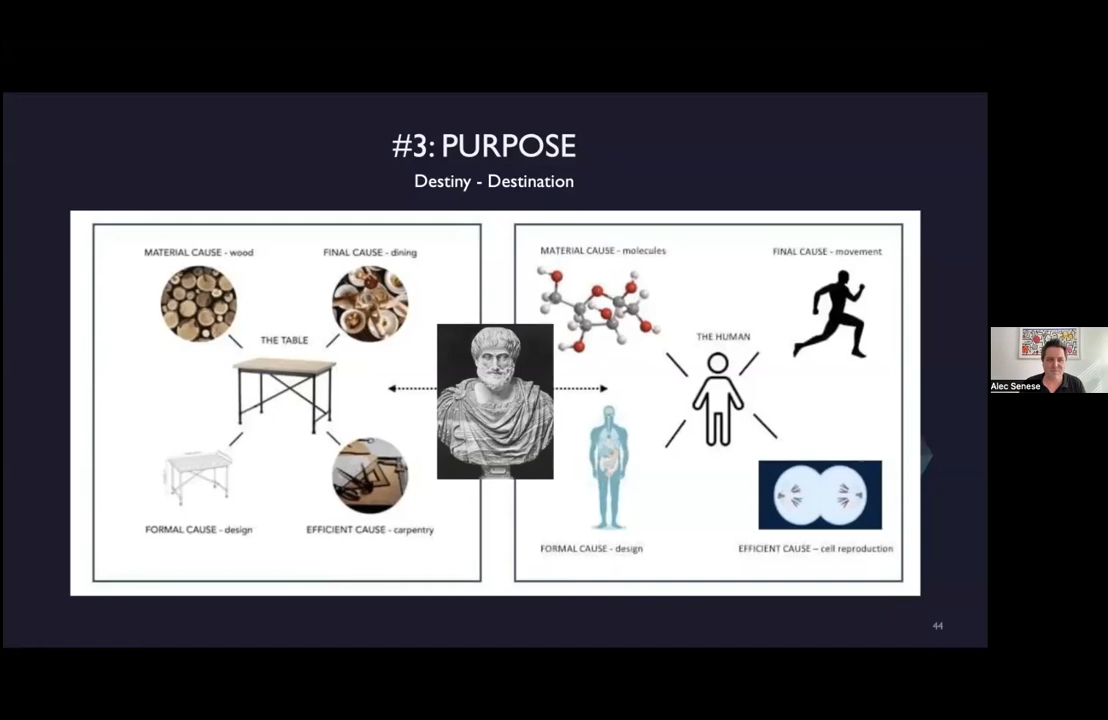 #3: PURPOSE
Destiny - Destination
MATERIAL CAUSE - wood
FINAL CAUSE - dining
THE TABLE
FORMAL CAUSE - design
EFFICIENT CAUSE - carpentry
MATERIAL CAUSE - molecules
FINAL CAUSE - movement
THE HUMAN
FORMAL CAUSE - design
EFFICIENT CAUSE – cell reproduction
44
Alec Senese